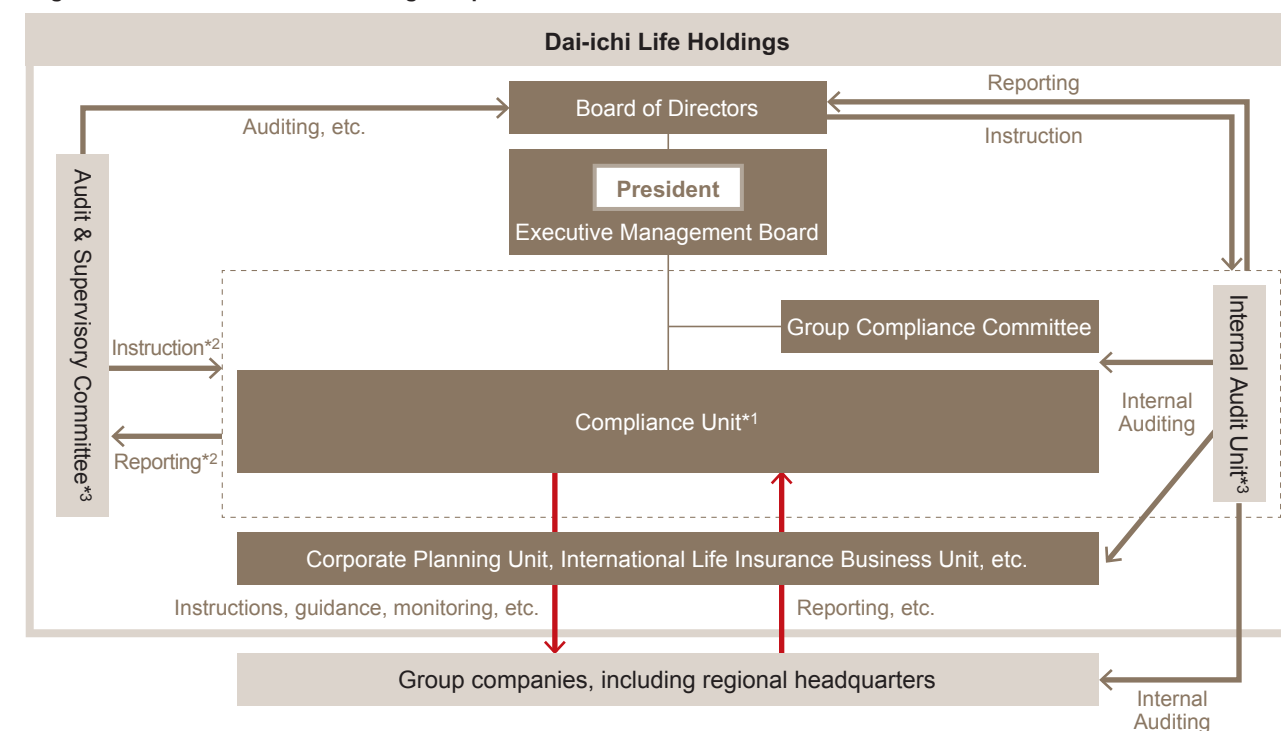 Dai-ichi Life Holdings
Board of Directors
Reporting
Auditing, etc.
Instruction
President
Executive Management Board
Audit & Supervisory Committee*3
Internal Audit Unit*3
Group Compliance Committee
Instruction*2
Compliance Unit*1
Internal
Auditing
Reporting*2
Corporate Planning Unit, International Life Insurance Business Unit, etc.
Instructions, guidance, monitoring, etc.
Reporting, etc.
Group companies, including regional headquarters
Internal
Auditing